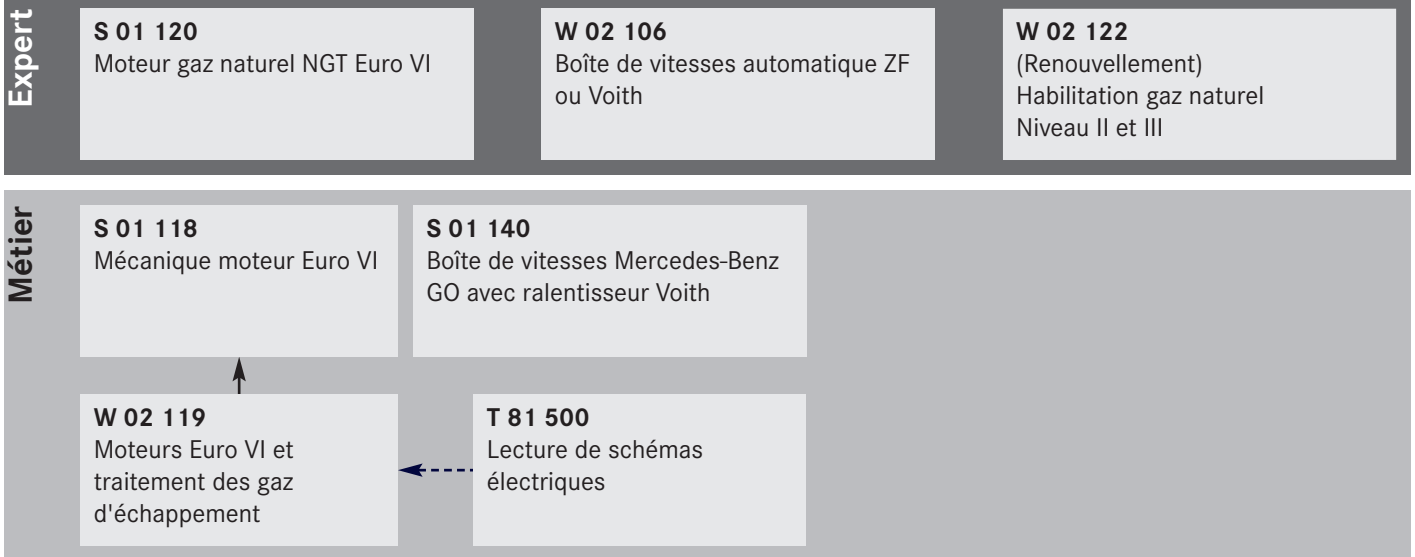 Expert
S 01 120
Moteur gaz naturel NGT Euro VI
W 02 106
Boîte de vitesses automatique ZF
ou Voith
W 02 122
(Renouvellement)
Habilitation gaz naturel
Niveau II et III
Métier
S 01 118
Mécanique moteur Euro VI
S 01 140
Boîte de vitesses Mercedes-Benz
GO avec ralentisseur Voith
W 02 119
Moteurs Euro VI et
traitement des gaz
d'échappement
T 81 500
Lecture de schémas
électriques